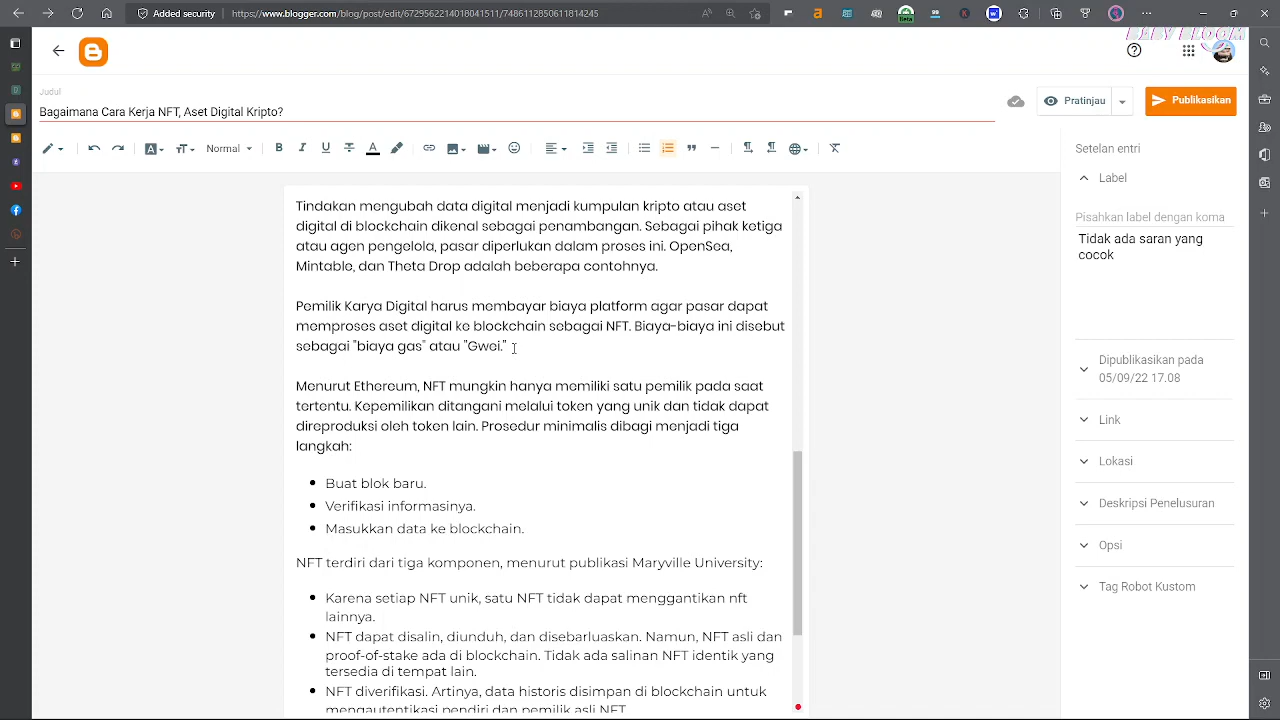 Added security
https://www.blogger.com/blog/post/edit/6729562214018041511/7486112850611814245
Beta
Judul
Bagaimana Cara Kerja NFT, Aset Digital Kripto?
Pratinjau
Publikasikan
Normal
Tindakan mengubah data digital menjadi kumpulan kripto atau aset
digital di blockchain dikenal sebagai penambangan. Sebagai pihak ketiga
atau agen pengelola, pasar diperlukan dalam proses ini. OpenSea,
Mintable, dan Theta Drop adalah beberapa contohnya.
Pemilik Karya Digital harus membayar biaya platform agar pasar dapat
memproses aset digital ke blockchain sebagai NFT. Biaya-biaya ini disebut
sebagai "biaya gas" atau "Gwei."
Menurut Ethereum, NFT mungkin hanya memiliki satu pemilik pada saat
tertentu. Kepemilikan ditangani melalui token yang unik dan tidak dapat
direproduksi oleh token lain. Prosedur minimalis dibagi menjadi tiga
langkah:
Buat blok baru.
Verifikasi informasinya.
Masukkan data ke blockchain.
NFT terdiri dari tiga komponen, menurut publikasi Maryville University:
Karena setiap NFT unik, satu NFT tidak dapat menggantikan nft
lainnya.
NFT dapat disalin, diunduh, dan disebarluaskan. Namun, NFT asli dan
proof-of-stake ada di blockchain. Tidak ada salinan NFT identik yang
tersedia di tempat lain.
NFT diverifikasi. Artinya, data historis disimpan di blockchain untuk
mengautentikasi pendiri dan pemilik asli NFT.
Setelan entri
Label
Pisahkan label dengan koma
Tidak ada saran yang
cocok
Dipublikasikan pada
05/09/22 17.08
Link
Lokasi
Deskripsi Penelusuran
Opsi
Tag Robot Kustom